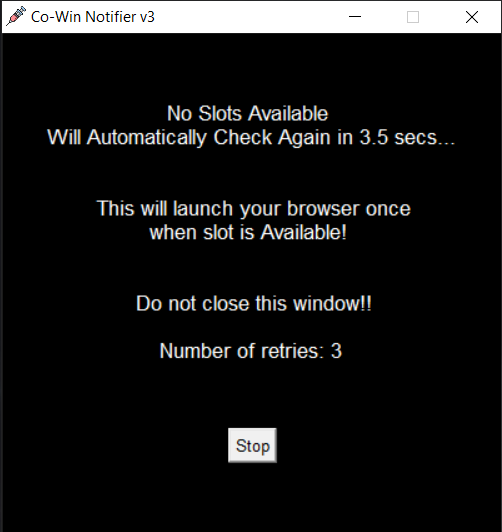 Co-Win Notifier v3
No Slots Available
Will Automatically Check Again in 3.5 secs...
This will launch your browser once
when slot is Available!
Do not close this window!!
Number of retries: 3
Stop